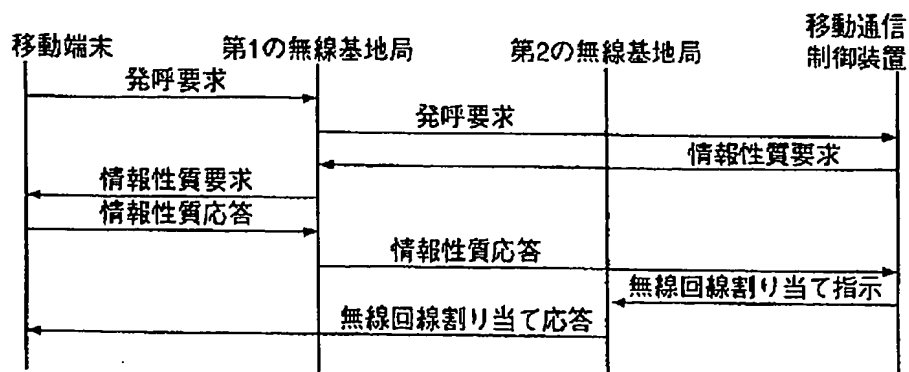 移動端末
第1の無線基地局
第2の無線基地局
移動通信
制御装置
発呼要求
発呼要求
情報性質要求
情報性質要求
情報性質応答
情報性質応答
無線回線割り当て指示
無線回線割り当て応答